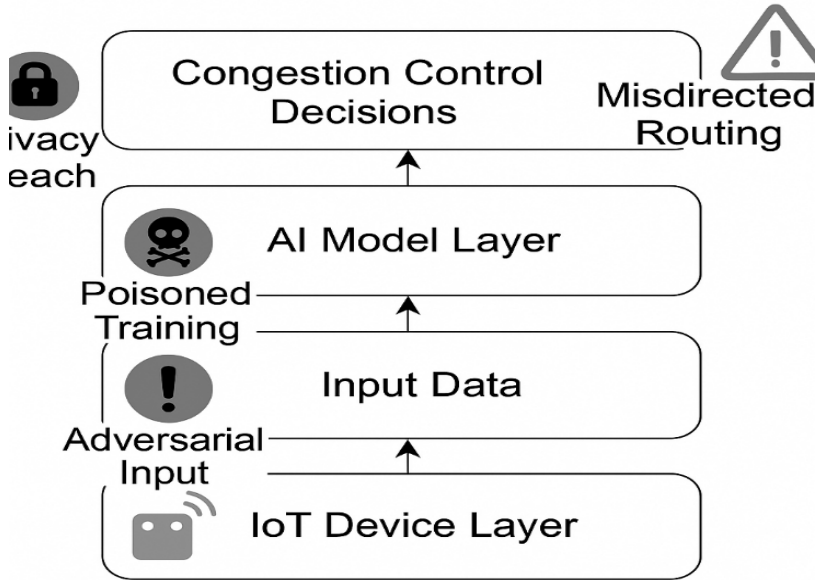 Congestion Control
Decisions
Misdirected
Routing
ivacy
each
AI Model Layer
Poisoned
Training
Input Data
Adversarial
Input
IoT Device Layer